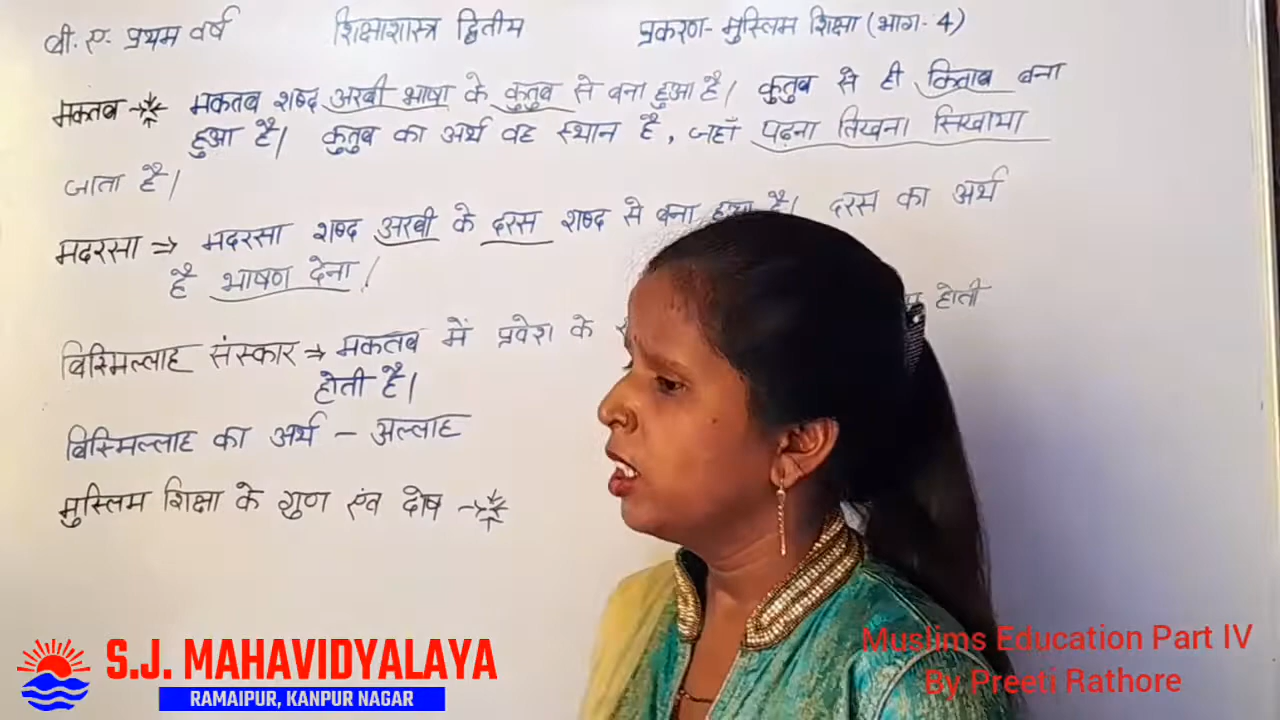 बी. ए. प्रथम वर्ष शिक्षाशास्त्र द्वितीय प्रकरण- मुस्लिम शिक्षा (भाग- 4)
मकतब → मकतब शब्द अरबी भाषा के कुतुब से बना हुआ है। कुतुब से ही किताब बना
हुआ है। कुतुब का अर्थ वह स्थान है, जहाँ पढ़ना लिखना सिखाया
जाता है।
मदरसा ⇒ मदरसा शब्द अरबी के दरस शब्द से बना हुआ है। दरस का अर्थ
है भाषण देना।
बिस्मिल्लाह संस्कार → मकतब में प्रवेश के होती
होती है।
बिस्मिल्लाह का अर्थ - अल्लाह
मुस्लिम शिक्षा के गुण एंव दोष →
S.J. MAHAVIDYALAYA
RAMAIPUR, KANPUR NAGAR
Muslims Education Part IV
By Preeti Rathore